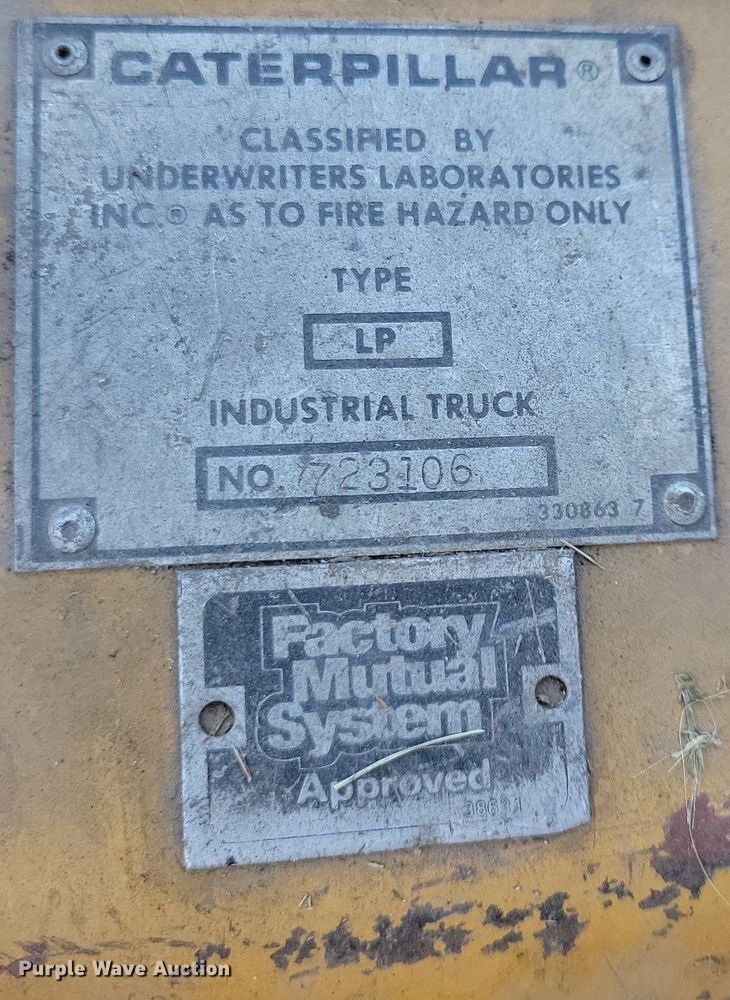 CATERPILLAR®
CLASSIFIED BY
UNDERWRITERS LABORATORIES
INC.® AS TO FIRE HAZARD ONLY
TYPE
LP
INDUSTRIAL TRUCK
NO. 723106
330863 7
Factory
Mutual
System
Approved
Purple Wave Auction